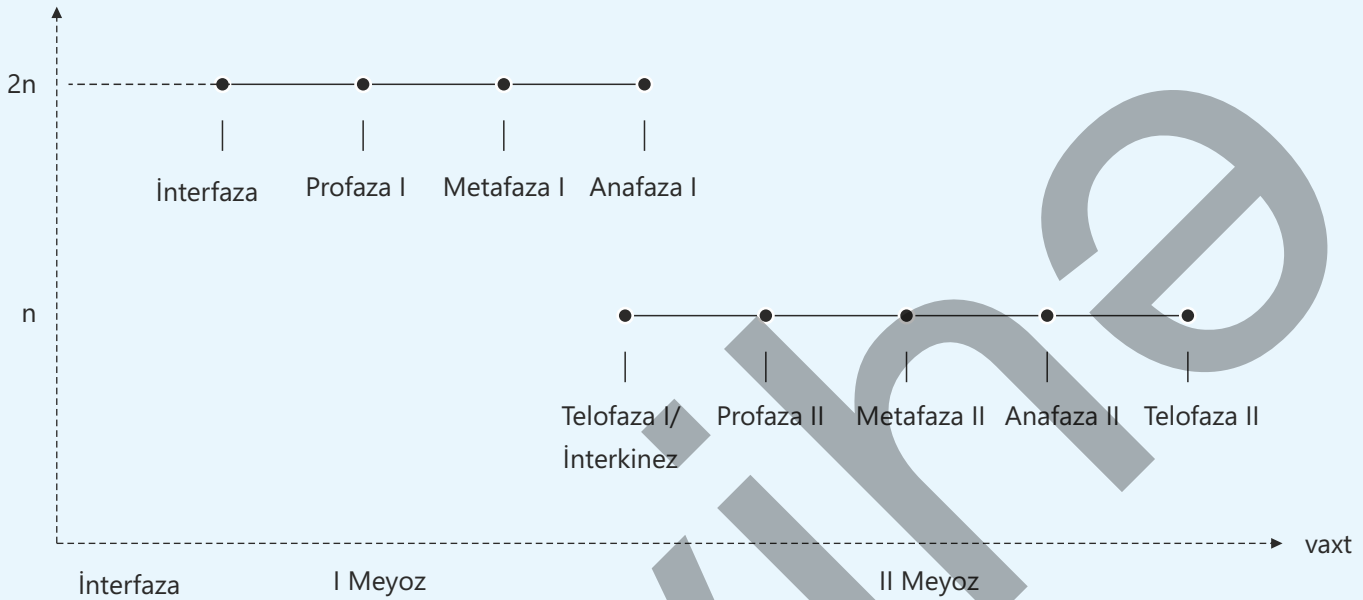 2n
İnterfaza Profaza I Metafaza I Anafaza I
n
Telofaza I/ Profaza II Metafaza II Anafaza II Telofaza II
İnterkinez
vaxt
İnterfaza I Meyoz II Meyoz